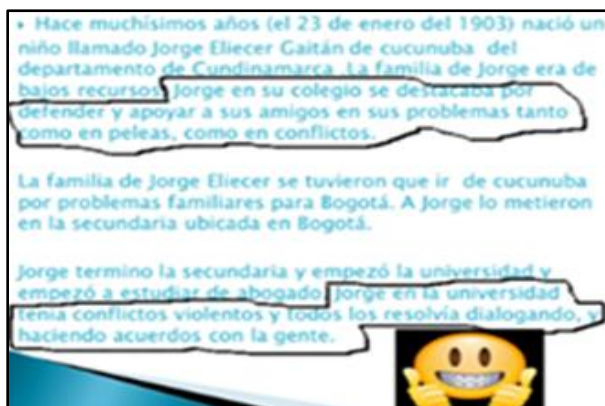 • Hace muchísimos años (el 23 de enero del 1903) nació un
niño llamado Jorge Eliecer Gaitán de cucunuba del
departamento de Cundinamarca .La familia de Jorge era de
bajos recursos. Jorge en su colegio se destacaba por
defender y apoyar a sus amigos en sus problemas tanto
como en peleas, como en conflictos.
La familia de Jorge Eliecer se tuvieron que ir de cucunuba
por problemas familiares para Bogotá. A Jorge lo metieron
en la secundaria ubicada en Bogotá.
Jorge termino la secundaria y empezó la universidad y
empezó a estudiar de abogado. Jorge en la universidad
tenia conflictos violentos y todos los resolvía dialogando, y
haciendo acuerdos con la gente.